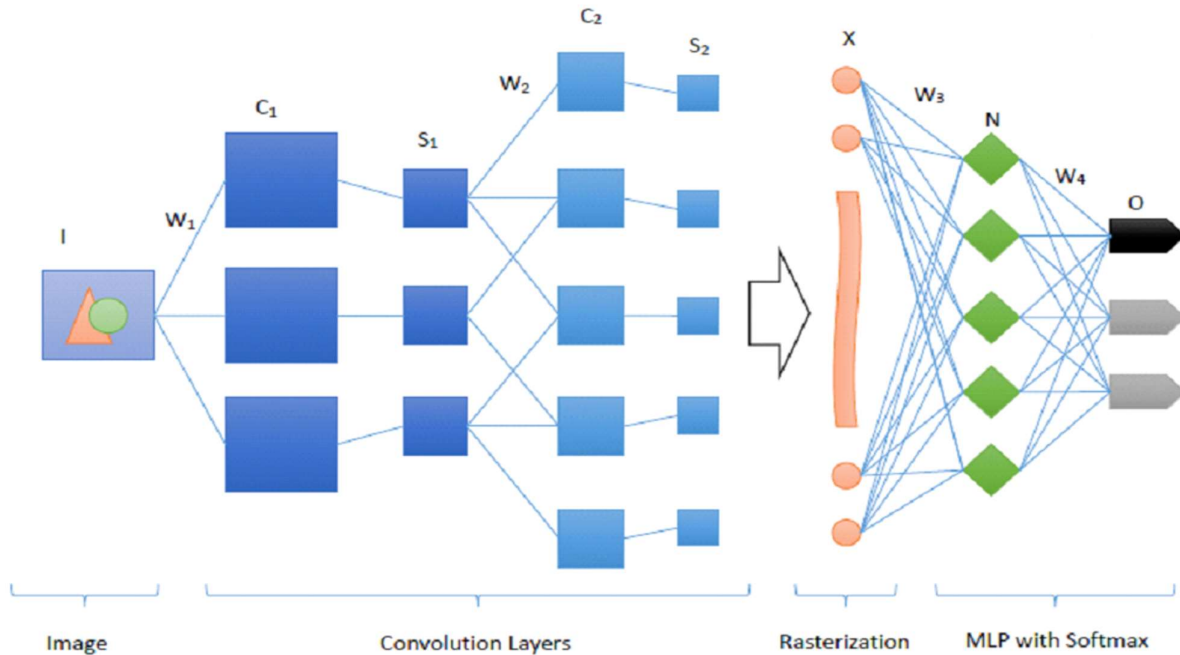 C₂
X
S₂
W₂
W₃
C₁
N
S₁
W₄
W₁
O
I
Image
Convolution Layers
Rasterization
MLP with Softmax